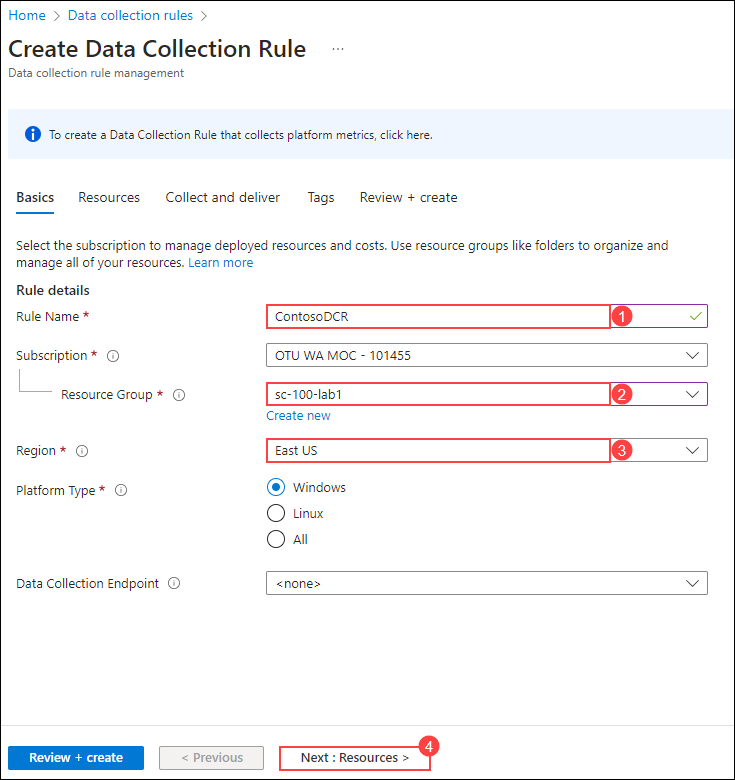 Home > Data collection rules >
Create Data Collection Rule ...
Data collection rule management
To create a Data Collection Rule that collects platform metrics, click here.
Basics Resources Collect and deliver Tags Review + create
Select the subscription to manage deployed resources and costs. Use resource groups like folders to organize and
manage all of your resources. Learn more
Rule details
Rule Name * ContosoDCR 1
Subscription * OTU WA MOC - 101455
Resource Group * sc-100-lab1 2
Create new
Region * East US 3
Platform Type * Windows
Linux
All
Data Collection Endpoint <none>
4
Review + create < Previous Next : Resources >